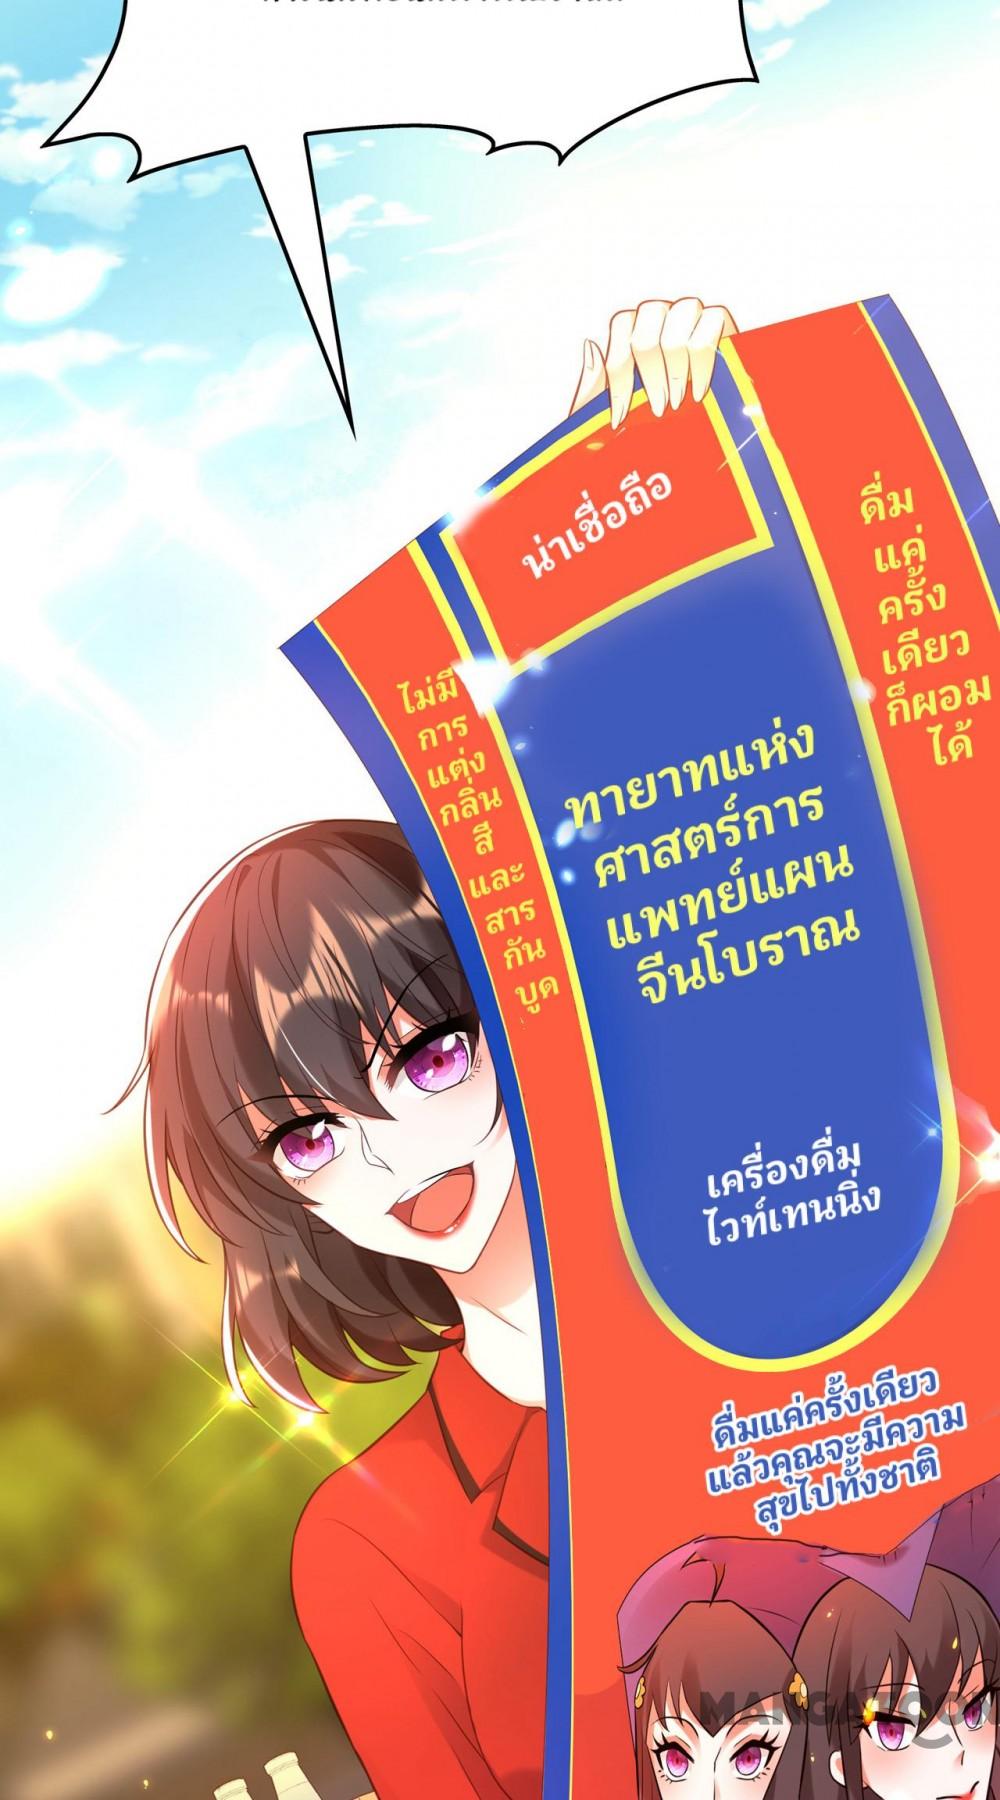 น่าเชื่อถือ
ไม่มี
การ
แต่ง
กลิ่น
สี
และ
สาร
กัน
บูด
ทายาทแห่ง
ศาสตร์การ
แพทย์แผน
จีนโบราณ
เครื่องดื่ม
ไวท์เทนนิ่ง
ดื่ม
แค่
ครั้ง
เดียว
ก็ผอม
ได้
ดื่มแค่ครั้งเดียว
แล้วคุณจะมีความ
สุขไปทั้งชาติ
MANGATOON